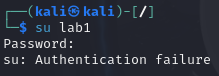 ┌──(kali㉿kali)-[/]
└─$ su lab1
Password:
su: Authentication failure